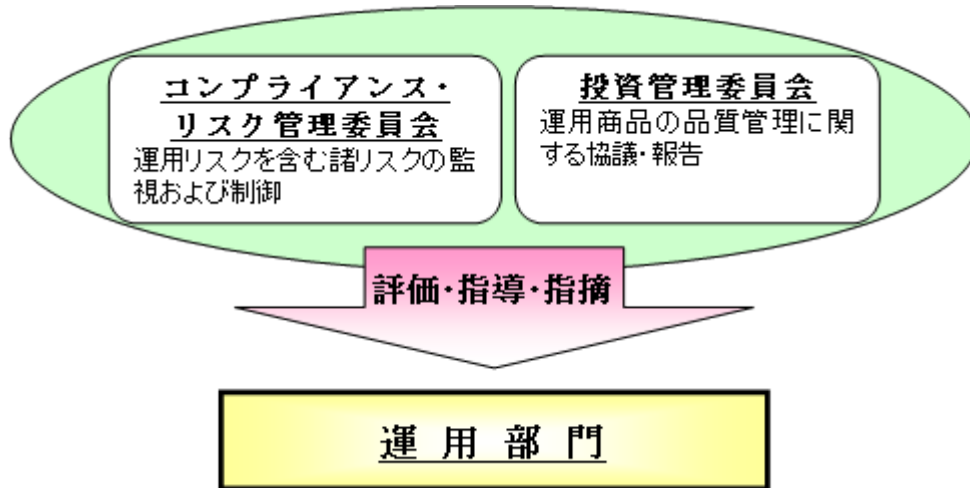 コンプライアンス・
リスク管理委員会
運用リスクを含む諸リスクの監
視および制御
投資管理委員会
運用商品の品質管理に関
する協議・報告
評価・指導・指摘
運用部門